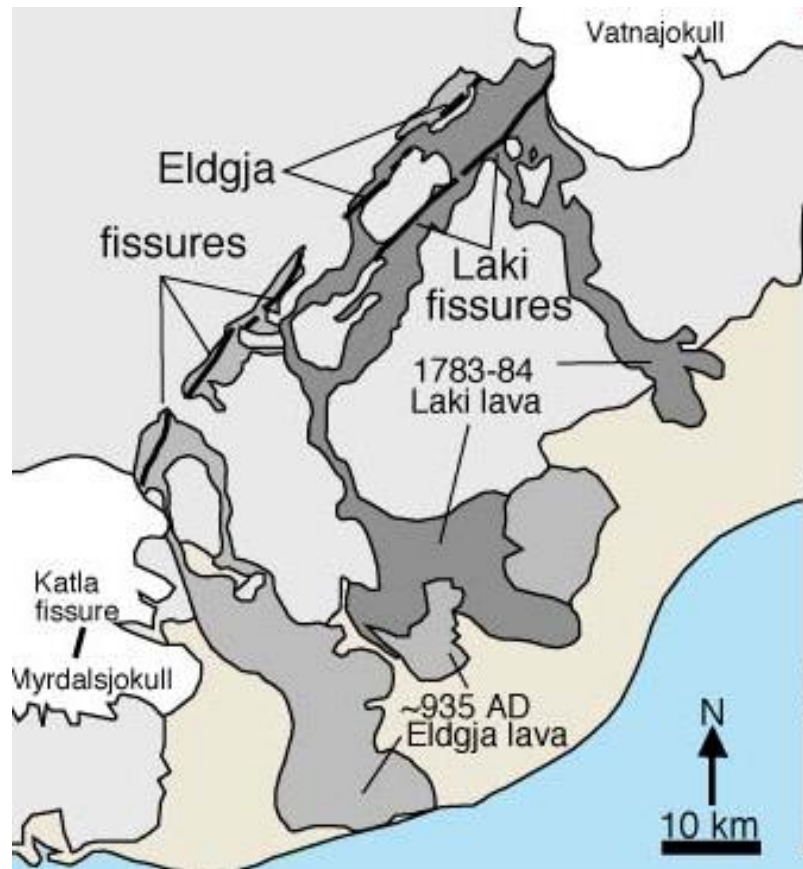 Vatnajokull
Eldgja
fissures
Laki
fissures
1783-84
Laki lava
Katla
fissure
Myrdalsjokull
~935 AD
Eldgja lava
N
10 km